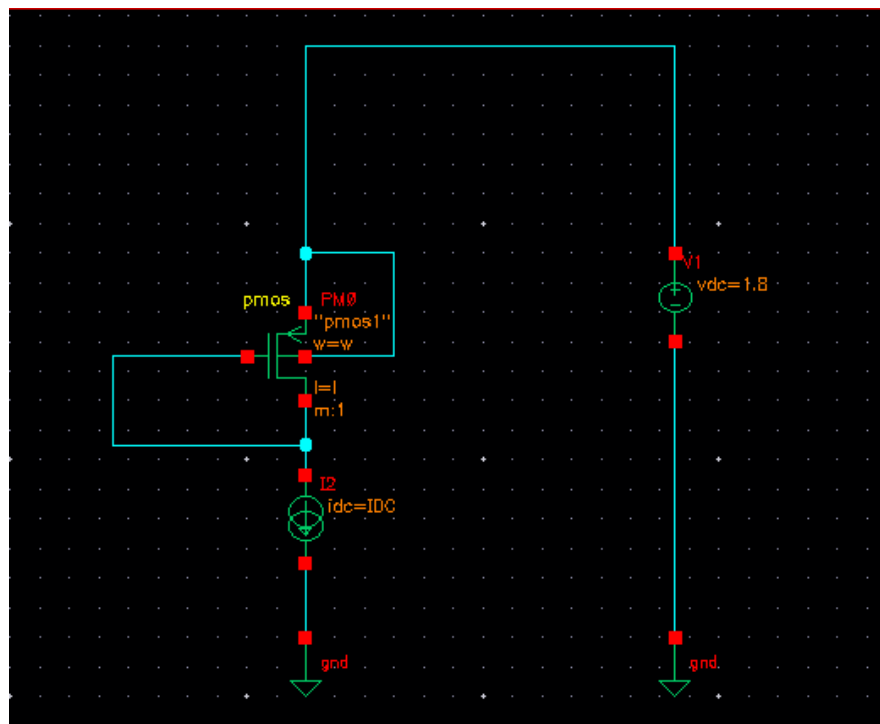 V1
vdc=1.8
pmos
PM0
"pmos1"
w=w
l=l
m:1
I2
idc=IDC
gnd
gnd